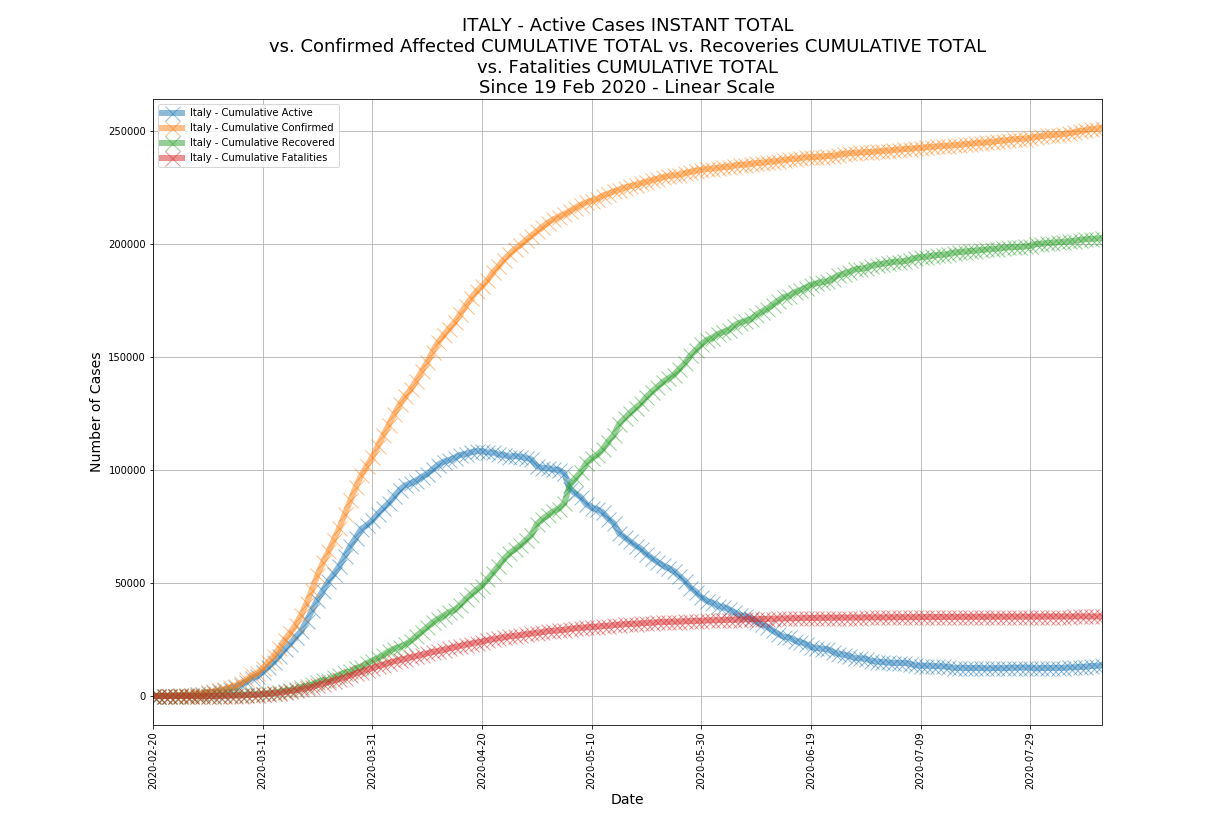 ITALY - Active Cases INSTANT TOTAL
vs. Confirmed Affected CUMULATIVE TOTAL vs. Recoveries CUMULATIVE TOTAL
vs. Fatalities CUMULATIVE TOTAL
Since 19 Feb 2020 - Linear Scale
Italy - Cumulative Active
Italy - Cumulative Confirmed
Italy - Cumulative Recovered
Italy - Cumulative Fatalities
Number of Cases
250000
200000
150000
100000
50000
0
2020-02-20
2020-03-11
2020-03-31
2020-04-20
2020-05-10
2020-05-30
2020-06-19
2020-07-09
2020-07-29
Date